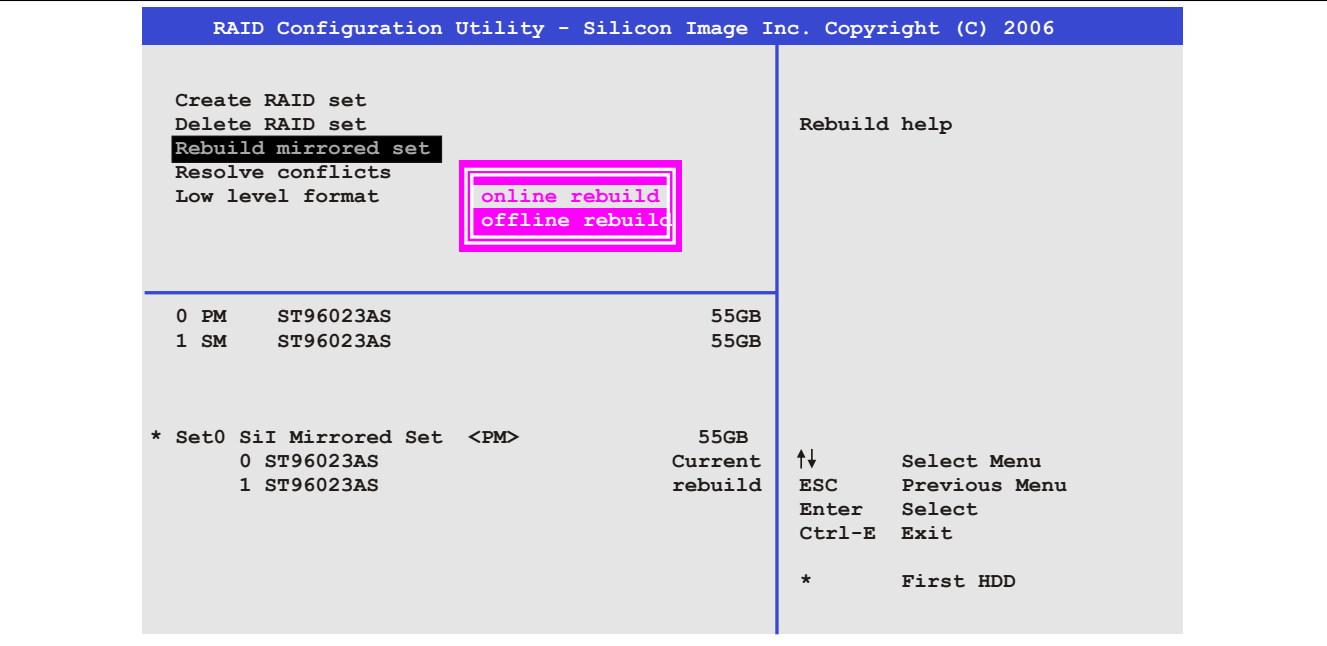 RAID Configuration Utility - Silicon Image Inc. Copyright (C) 2006
Create RAID set
Delete RAID set
Rebuild mirrored set
Resolve conflicts
Low level format
online rebuild
offline rebuild
Rebuild help
0 PM ST96023AS 55GB
1 SM ST96023AS 55GB
* Set0 SiI Mirrored Set <PM> 55GB
0 ST96023AS Current
1 ST96023AS rebuild
↑↓ Select Menu
ESC Previous Menu
Enter Select
Ctrl-E Exit
* First HDD